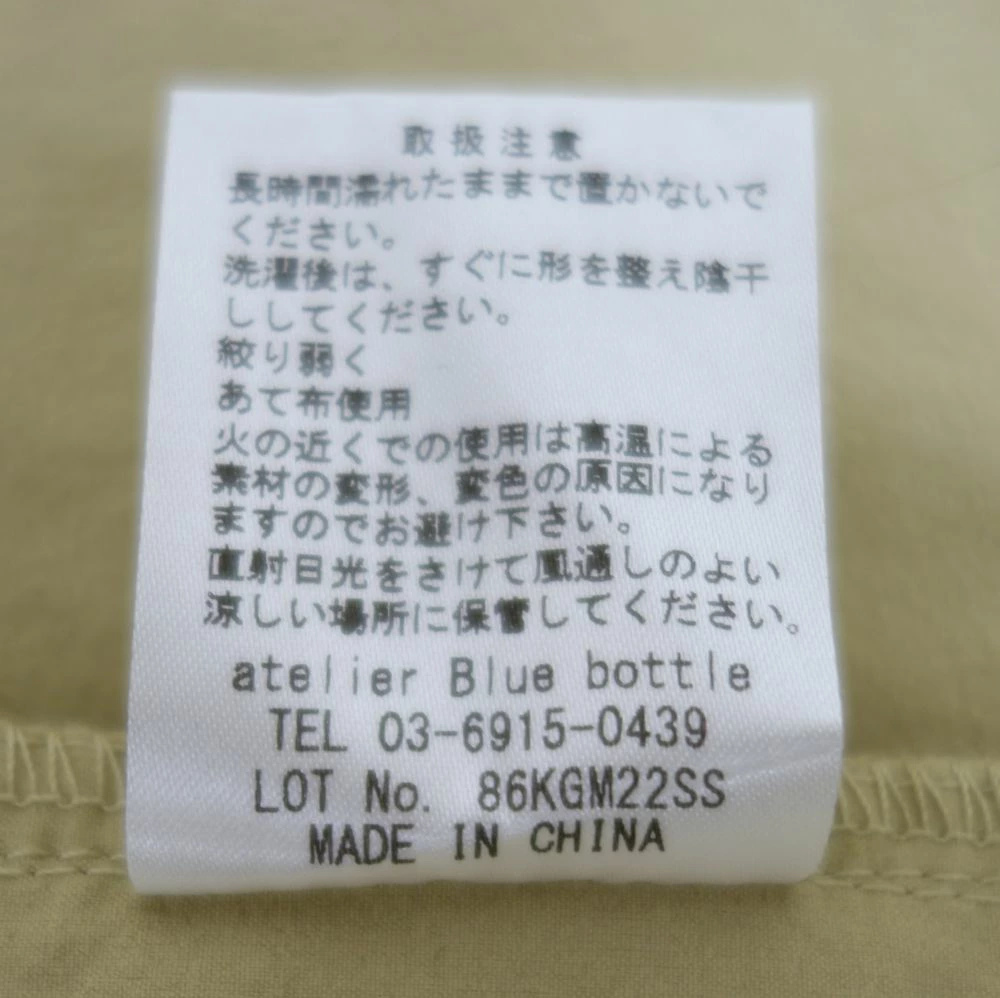 取扱注意
長時間濡れたままで置かないで
ください。
洗濯後は、すぐに形を整え陰干
ししてください。
絞り弱く
あて布使用
火の近くでの使用は高温による
素材の変形、変色の原因になり
ますのでお避け下さい。
直射日光をさけて風通しのよい
涼しい場所に保管してください。
atelier Blue bottle
TEL 03-6915-0439
LOT No. 86KGM22SS
MADE IN CHINA